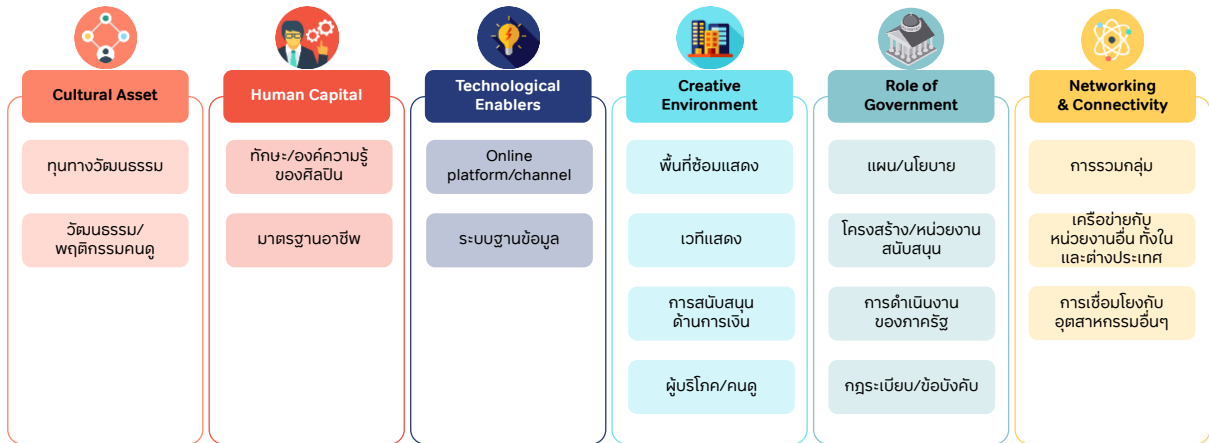 Cultural Asset
ทุนทางวัฒนธรรม
วัฒนธรรม/
พฤติกรรมคนดู
Human Capital
ทักษะ/องค์ความรู้
ของศิลปิน
มาตรฐานอาชีพ
Technological
Enablers
Online
platform/channel
ระบบฐานข้อมูล
Creative
Environment
พื้นที่ซ้อมแสดง
เวทีแสดง
การสนับสนุน
ด้านการเงิน
ผู้บริโภค/คนดู
Role of
Government
แผน/นโยบาย
โครงสร้าง/หน่วยงาน
สนับสนุน
การดำเนินงาน
ของภาครัฐ
กฎระเบียบ/ข้อบังคับ
Networking
& Connectivity
การรวมกลุ่ม
เครือข่ายกับ
หน่วยงานอื่น ทั้งใน
และต่างประเทศ
การเชื่อมโยงกับ
อุตสาหกรรมอื่นๆ